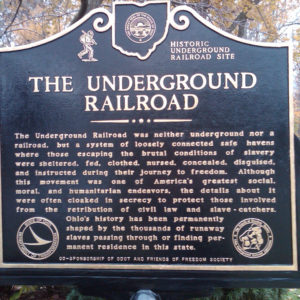 HISTORIC
UNDERGROUND
RAILROAD SITE
THE UNDERGROUND
RAILROAD
The Underground Railroad was neither underground nor a
railroad, but a system of loosely connected safe havens
where those escaping the brutal conditions of slavery
were sheltered, fed, clothed, nursed, concealed, disguised,
and instructed during their journey to freedom. Although
this movement was one of America's greatest social,
moral, and humanitarian endeavors, the details about it
were often cloaked in secrecy to protect those involved
from the retribution of civil law and slave-catchers.
Ohio's history has been permanently
shaped by the thousands of runaway
slaves passing through or finding per-
manent residence in this state.
CO-SPONSORSHIP OF ODOT AND FRIENDS OF FREEDOM SOCIETY